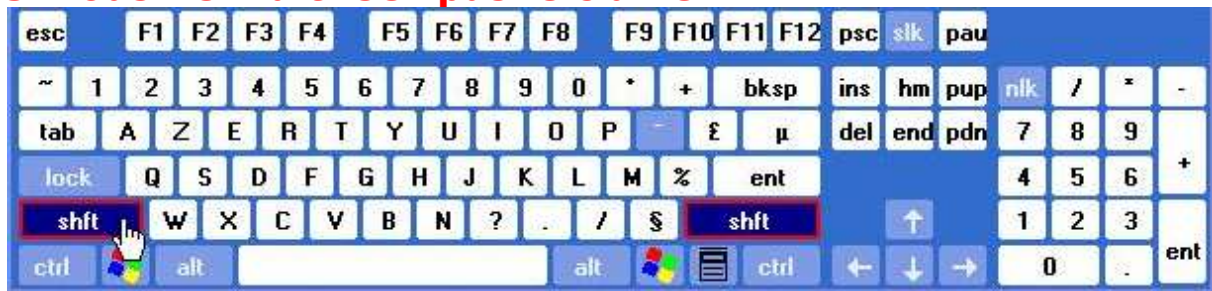 esc F1 F2 F3 F4 F5 F6 F7 F8 F9 F10 F11 F12 psc slk pau
~ 1 2 3 4 5 6 7 8 9 0 ° + bksp ins hm pup nlk / * -
tab A Z E R T Y U I O P ¨ £ µ del end pdn 7 8 9 +
lock Q S D F G H J K L M % ent 4 5 6
shft W X C V B N ? . / § shft ↑ 1 2 3 ent
ctrl alt alt ctrl ← ↓ → 0 .